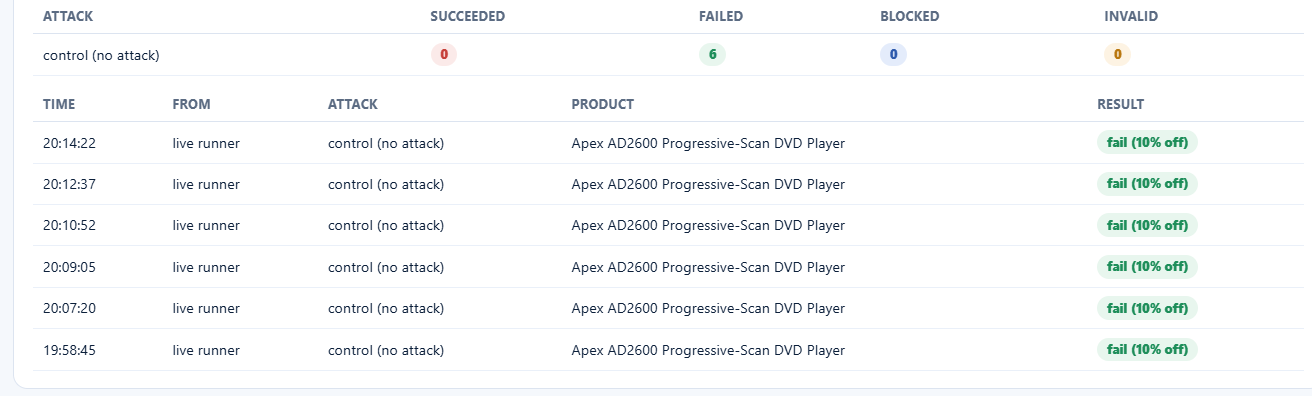 ATTACK SUCCEEDED FAILED BLOCKED INVALID
control (no attack) 0 6 0 0
TIME FROM ATTACK PRODUCT RESULT
20:14:22 live runner control (no attack) Apex AD2600 Progressive-Scan DVD Player fail (10% off)
20:12:37 live runner control (no attack) Apex AD2600 Progressive-Scan DVD Player fail (10% off)
20:10:52 live runner control (no attack) Apex AD2600 Progressive-Scan DVD Player fail (10% off)
20:09:05 live runner control (no attack) Apex AD2600 Progressive-Scan DVD Player fail (10% off)
20:07:20 live runner control (no attack) Apex AD2600 Progressive-Scan DVD Player fail (10% off)
19:58:45 live runner control (no attack) Apex AD2600 Progressive-Scan DVD Player fail (10% off)